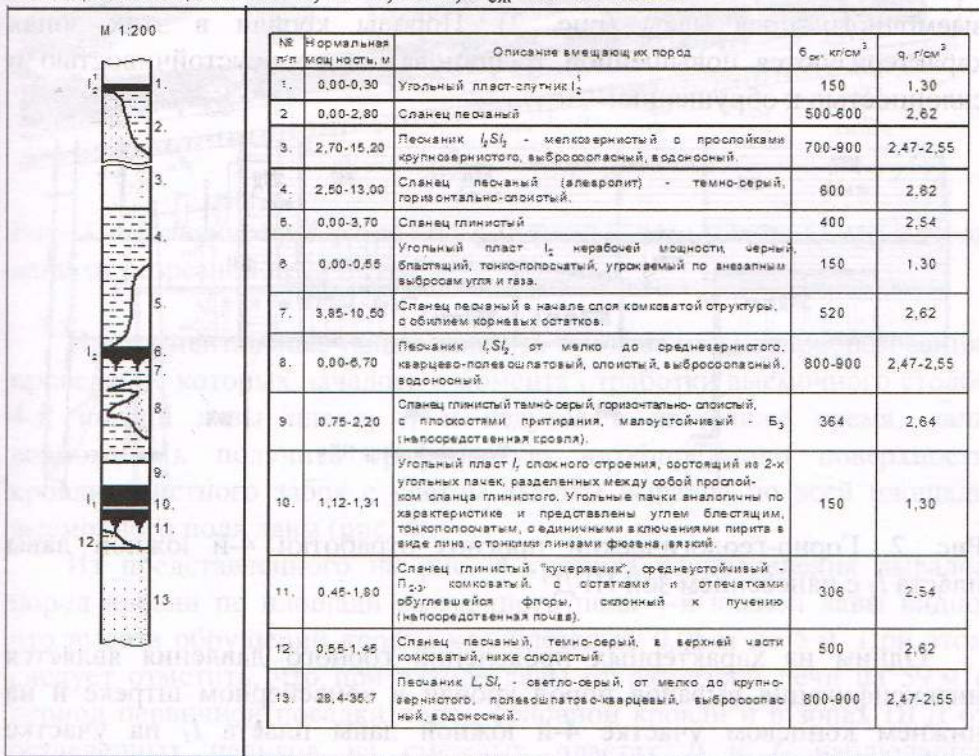 М 1:200
№ п/п
Нормальная мощность, м
Описание вмещающих пород
кг/см³
г/см³
1. 0,00-0,30 Угольный пласт-спутник l₂¹ 150 1,30
2 0,00-2,80 Сланец песчаный 500-600 2,62
3. 2,70-15,20 Песчаник l₂Sl₃ - мелкозернистый с прослойками 700-900 2,47-2,55
крупнозернистого, выбросоопасный, водоносный.
4. 2,50-13,00 Сланец песчаный (алевролит) - темно-серый, 600 2,62
горизонтально-слоистый.
5. 0,00-3,70 Сланец глинистый 400 2,54
6 0,00-0,55 Угольный пласт l₂ нерабочей мощности, черный, 150 1,30
блестящий, тонко-полосчатый, угрожаемый по внезапным
выбросам угля и газа.
7. 3,85-10,50 Сланец песчаный в начале слоя комковатой структуры, 520 2,62
с обилием корневых остатков.
8. 0,00-6,70 Песчаник l₁Sl₂, от мелко до среднезернистого, 800-900 2,47-2,55
кварцево-полевошпатовый, слоистый, выбросоопасный,
водоносный.
9. 0,75-2,20 Сланец глинистый темно-серый, горизонтально-слоистый, 364 2,64
с плоскостями притирания, малоустойчивый Б₃
(непосредственная кровля).
10. 1,12-1,31 Угольный пласт l₁ сложного строения, состоящий из 2-х 150 1,30
угольных пачек, разделенных между собой прослой-
ком сланца глинистого. Угольные пачки аналогичны по
характеристике и представлены углем блестящим,
тонкополосчатым, с единичными включениями пирита в
виде линз, с тонкими линзами фюзена, вязкий.
11. 0,45-1,80 Сланец глинистый "кучерявчик", среднеустойчивый - 306 2,54
П₂₋₃, комковатый, с остатками и отпечатками
обуглевшейся флоры, склонный к пучению
(непосредственная почва).
12. 0,55-1,45 Сланец песчаный, темно-серый, в верхней части 500 2,62
комковатый, ниже слюдистый.
13. 28,4-36,7 Песчаник L₁Sl₁ - светло-серый, от мелко до крупно- 800-900 2,47-2,55
зернистого, полевошпатово-кварцевый, выбросоопас-
ный, водоносный.
l₂¹ 1.
2.
3.
4.
5.
l₂ 6.
7.
8.
9.
l₁ 10.
11.
12.
13.